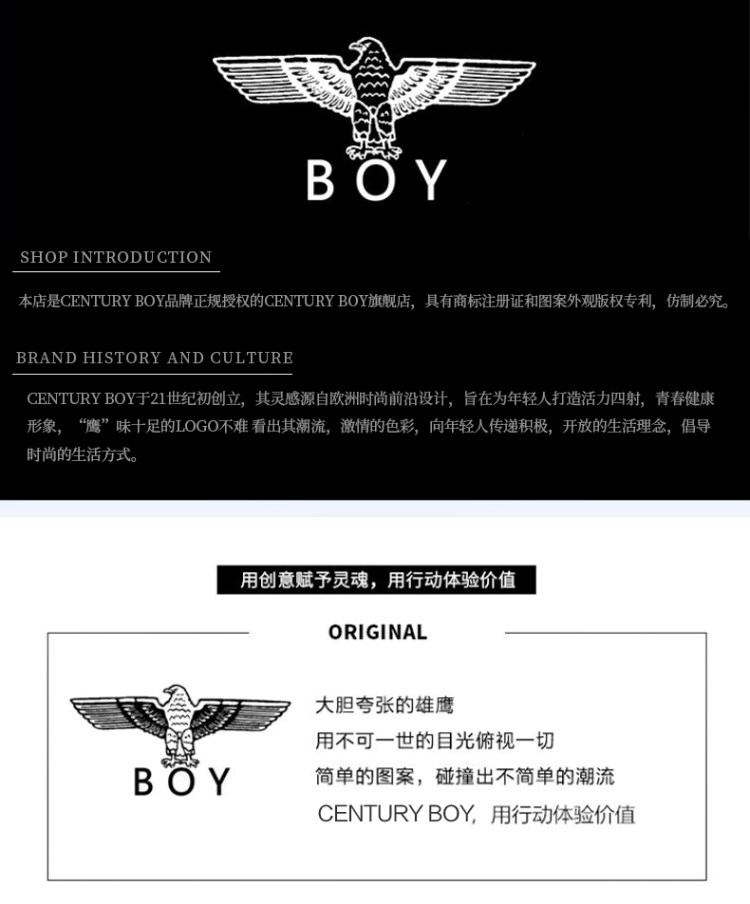 BOY
SHOP INTRODUCTION
本店是CENTURY BOY品牌正规授权的CENTURY BOY旗舰店，具有商标注册证和图案外观版权专利，仿制必究。
BRAND HISTORY AND CULTURE
CENTURY BOY于21世纪初创立，其灵感源自欧洲时尚前沿设计，旨在为年轻人打造活力四射，青春健康
形象，“鹰”味十足的LOGO不难 看出其潮流，激情的色彩，向年轻人传递积极，开放的生活理念，倡导
时尚的生活方式。
用创意赋予灵魂，用行动体验价值
ORIGINAL
BOY
大胆夸张的雄鹰
用不可一世的目光俯视一切
简单的图案，碰撞出不简单的潮流
CENTURY BOY，用行动体验价值